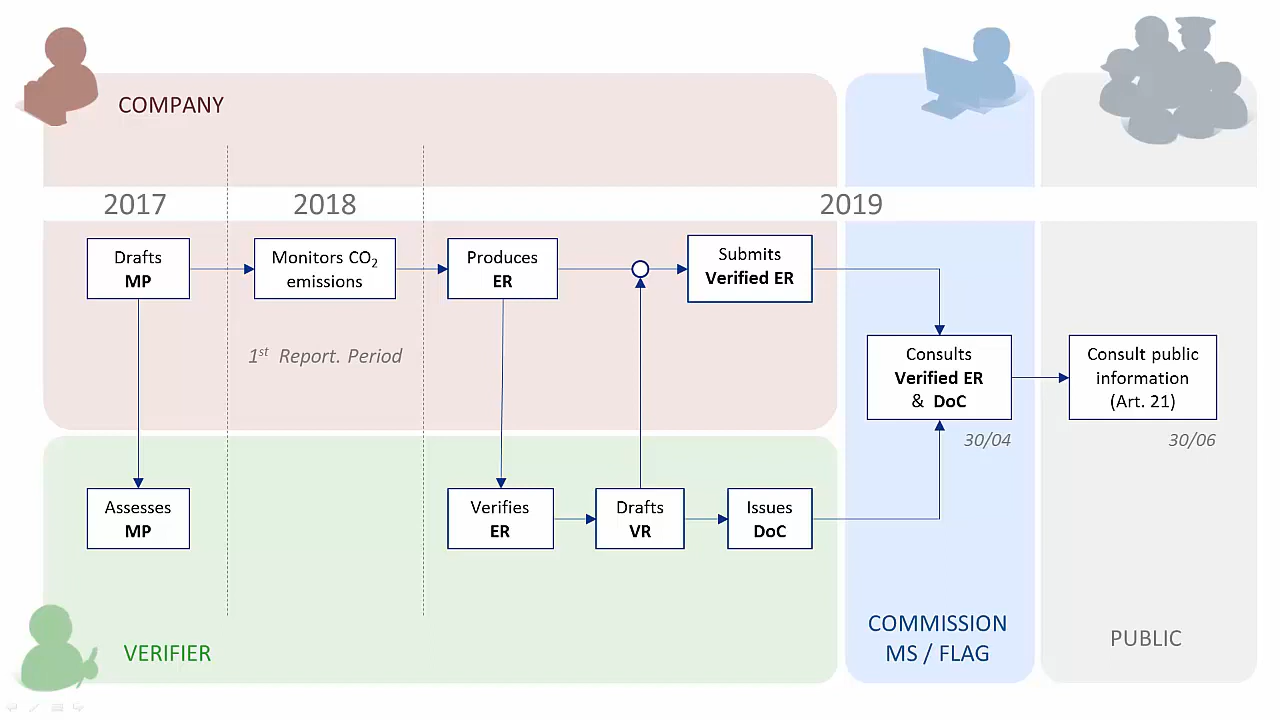 COMPANY
2017
2018
2019
Drafts
MP
Monitors CO₂
emissions
Produces
ER
Submits
Verified ER
1st Report. Period
Consults
Verified ER
& DoC
30/04
Consult public
information
(Art. 21)
30/06
Assesses
MP
Verifies
ER
Drafts
VR
Issues
DoC
VERIFIER
COMMISSION
MS / FLAG
PUBLIC